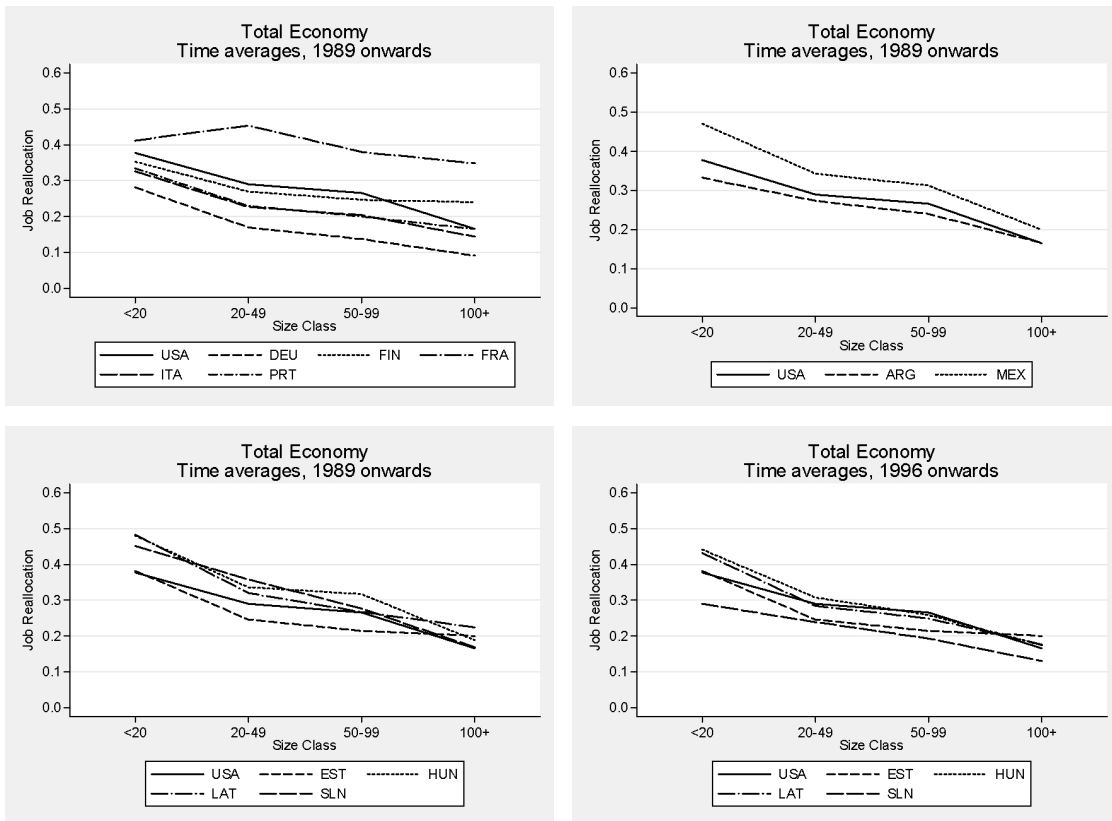 Total Economy
Time averages, 1989 onwards
Job Reallocation
0.6
0.5
0.4
0.3
0.2
0.1
0.0
<20 20-49 50-99 100+
Size Class
USA DEU FIN FRA
ITA PRT
Total Economy
Time averages, 1989 onwards
Job Reallocation
0.6
0.5
0.4
0.3
0.2
0.1
0.0
<20 20-49 50-99 100+
Size Class
USA ARG MEX
Total Economy
Time averages, 1989 onwards
Job Reallocation
0.6
0.5
0.4
0.3
0.2
0.1
0.0
<20 20-49 50-99 100+
Size Class
USA EST HUN
LAT SLN
Total Economy
Time averages, 1996 onwards
Job Reallocation
0.6
0.5
0.4
0.3
0.2
0.1
0.0
<20 20-49 50-99 100+
Size Class
USA EST HUN
LAT SLN